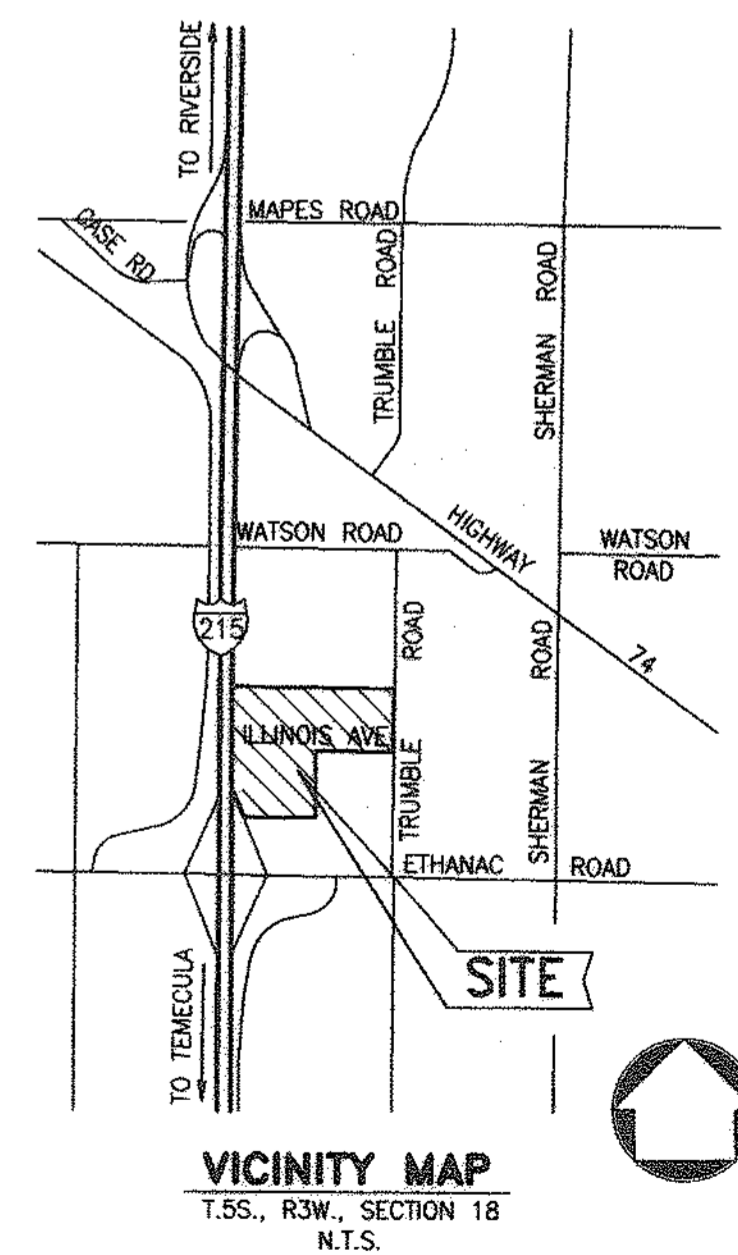 TO RIVERSIDE
MAPES ROAD
CASE RD
TRUMBLE ROAD
SHERMAN ROAD
WATSON ROAD
HIGHWAY
WATSON
ROAD
215
74
ILLINOIS AVE
TRUMBLE ROAD
SHERMAN ROAD
ETHANAC ROAD
SITE
TO TEMECULA
VICINITY MAP
T.5S., R3W., SECTION 18
N.T.S.